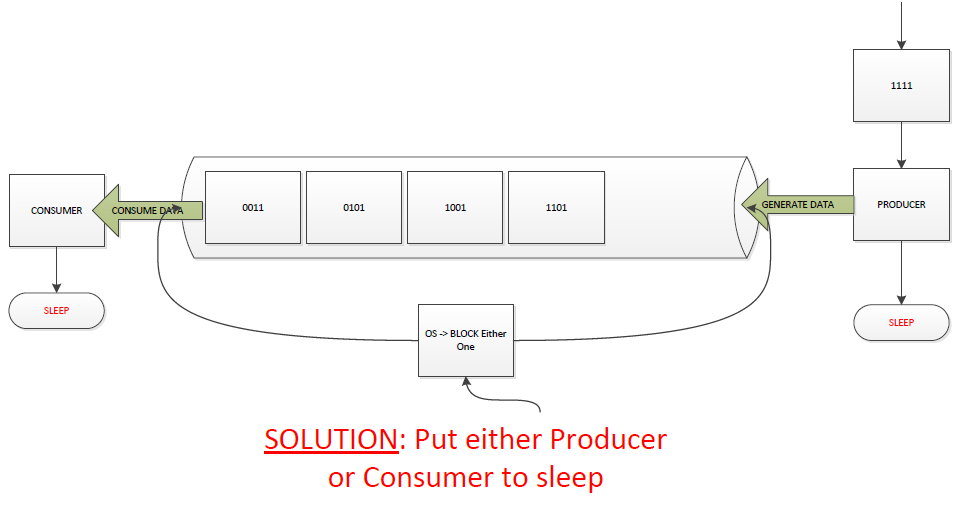 1111
CONSUMER
CONSUME DATA
0011
0101
1001
1101
GENERATE DATA
PRODUCER
SLEEP
SLEEP
OS -> BLOCK Either
One
SOLUTION: Put either Producer
or Consumer to sleep